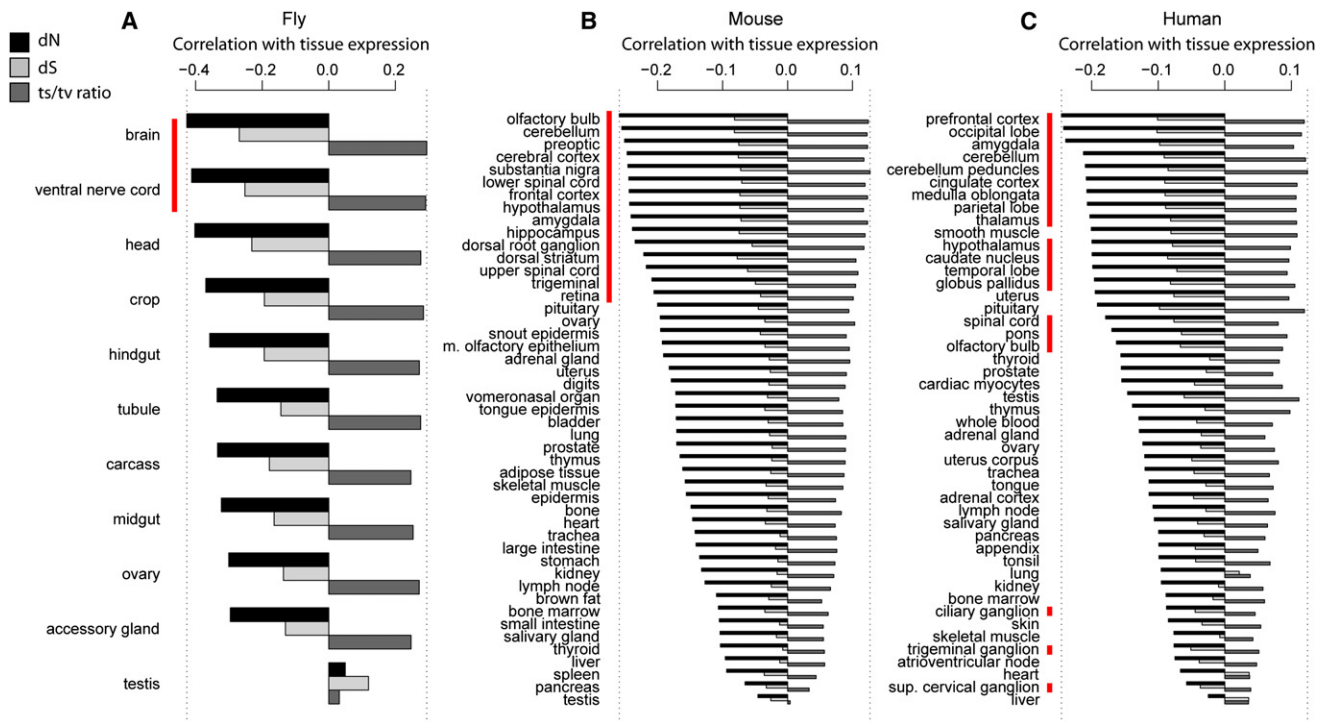 dN
dS
ts/tv ratio
A
Fly
Correlation with tissue expression
−0.4 −0.2 0.0 0.2
brain
ventral nerve cord
head
crop
hindgut
tubule
carcass
midgut
ovary
accessory gland
testis
B
Mouse
Correlation with tissue expression
−0.2 −0.1 0.0 0.1
olfactory bulb
cerebellum
preoptic
cerebral cortex
substantia nigra
lower spinal cord
frontal cortex
hypothalamus
amygdala
hippocampus
dorsal root ganglion
dorsal striatum
upper spinal cord
trigeminal
retina
pituitary
ovary
snout epidermis
m. olfactory epithelium
adrenal gland
uterus
digits
vomeronasal organ
tongue epidermis
bladder
lung
prostate
thymus
adipose tissue
skeletal muscle
epidermis
bone
heart
trachea
large intestine
stomach
kidney
lymph node
brown fat
bone marrow
small intestine
salivary gland
thyroid
liver
spleen
pancreas
testis
C
Human
Correlation with tissue expression
−0.2 −0.1 0.0 0.1
prefrontal cortex
occipital lobe
amygdala
cerebellum
cerebellum peduncles
cingulate cortex
medulla oblongata
parietal lobe
thalamus
smooth muscle
hypothalamus
caudate nucleus
temporal lobe
globus pallidus
uterus
pituitary
spinal cord
pons
olfactory bulb
thyroid
prostate
cardiac myocytes
testis
thymus
whole blood
adrenal gland
ovary
uterus corpus
trachea
tongue
adrenal cortex
lymph node
salivary gland
pancreas
appendix
tonsil
lung
kidney
bone marrow
ciliary ganglion
skin
skeletal muscle
trigeminal ganglion
atrioventricular node
heart
sup. cervical ganglion
liver